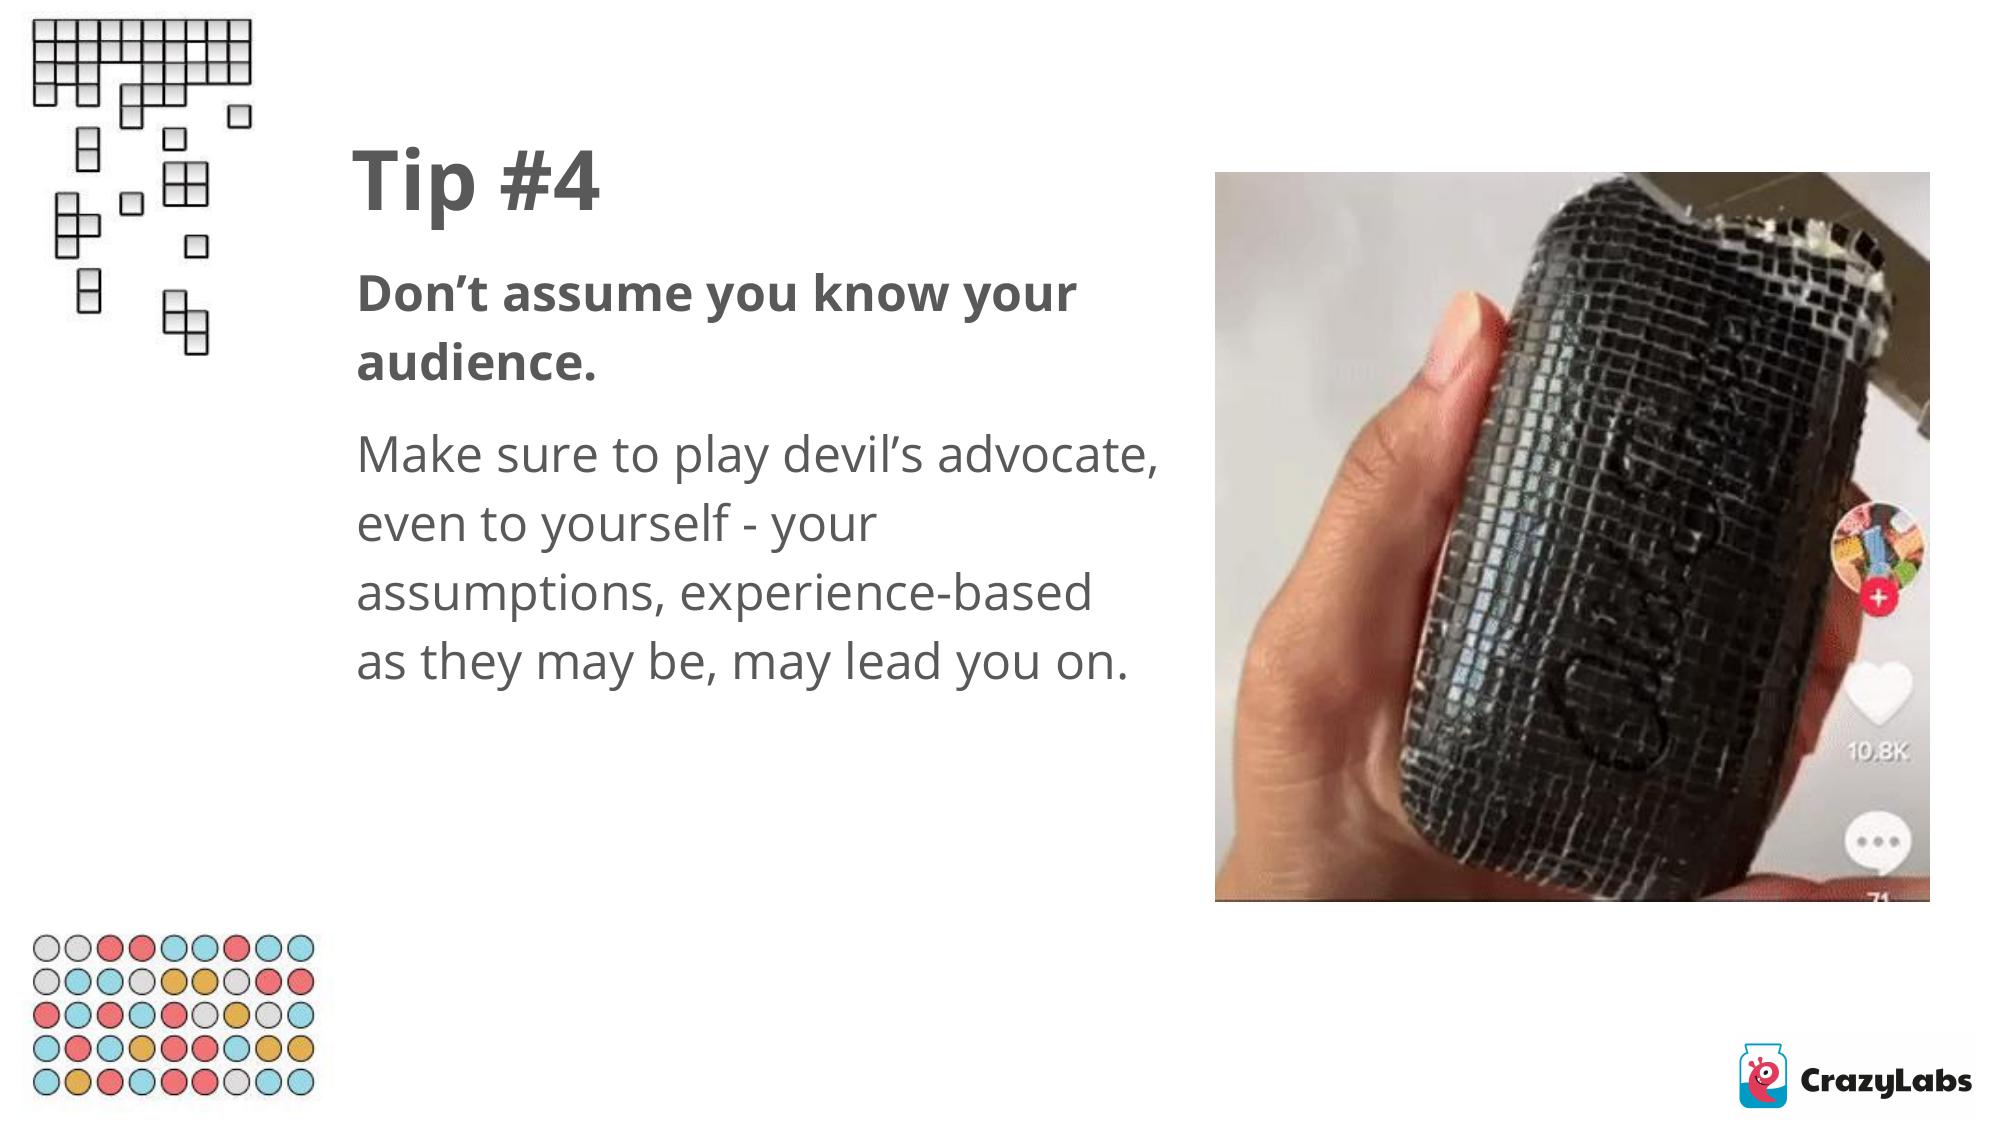 Tip #4
Don’t assume you know your
audience.
Make sure to play devil’s advocate,
even to yourself - your
assumptions, experience-based
as they may be, may lead you on.
10.8K
71
CrazyLabs